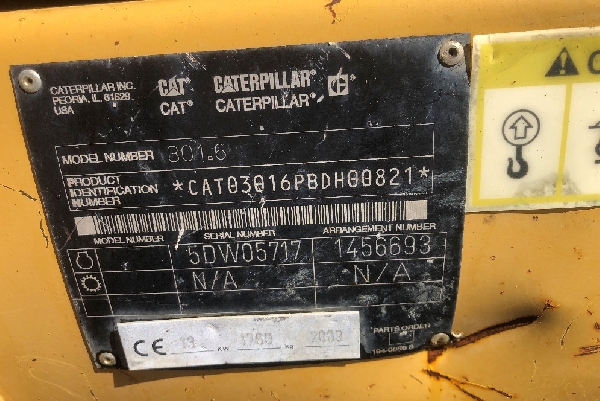 CATERPILLAR INC.
PEORIA, IL 61629
USA
CAT® CATERPILLAR®
CAT® CATERPILLAR®
MODEL NUMBER 301.6
PRODUCT
IDENTIFICATION
NUMBER
*CAT03016PBDH00821*
MODEL NUMBER SERIAL NUMBER ARRANGEMENT NUMBER
5DW05717 1456693
N/A N/A
CE 13 KW 1760 KG 2003
PARTS ORDER